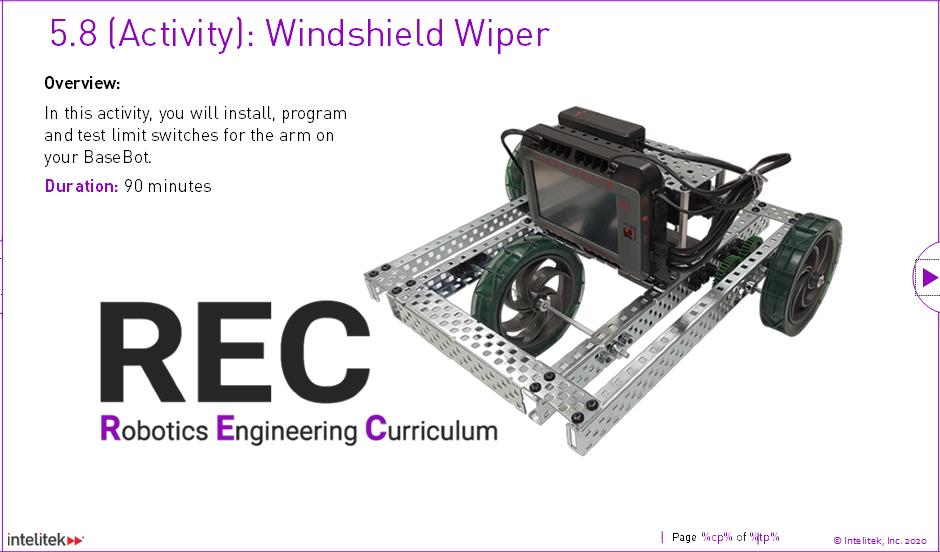 5.8 (Activity): Windshield Wiper
Overview:
In this activity, you will install, program
and test limit switches for the arm on
your BaseBot.
Duration: 90 minutes
REC
Robotics Engineering Curriculum
intelitek
Page %cp% of %tp%
© Intelitek, Inc. 2020